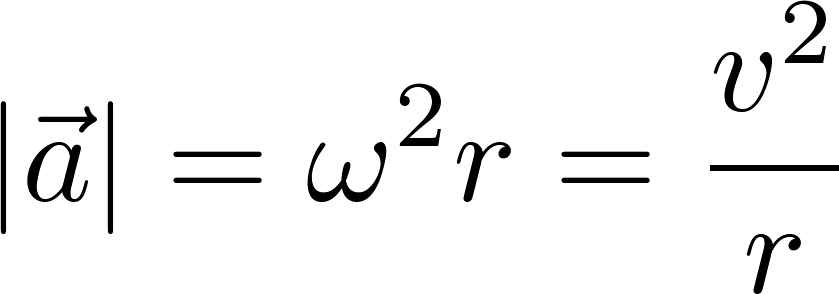 |a⃗| = ω²r = v²/r